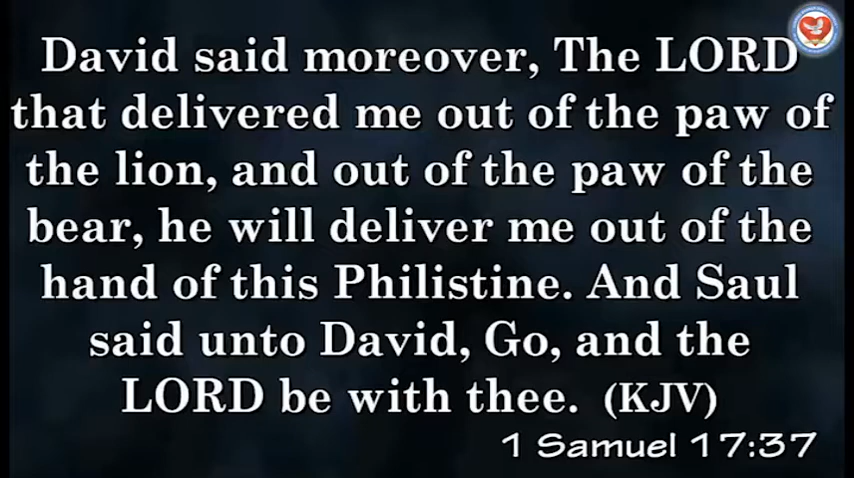 David said moreover, The LORD
that delivered me out of the paw of
the lion, and out of the paw of the
bear, he will deliver me out of the
hand of this Philistine. And Saul
said unto David, Go, and the
LORD be with thee. (KJV)
1 Samuel 17:37